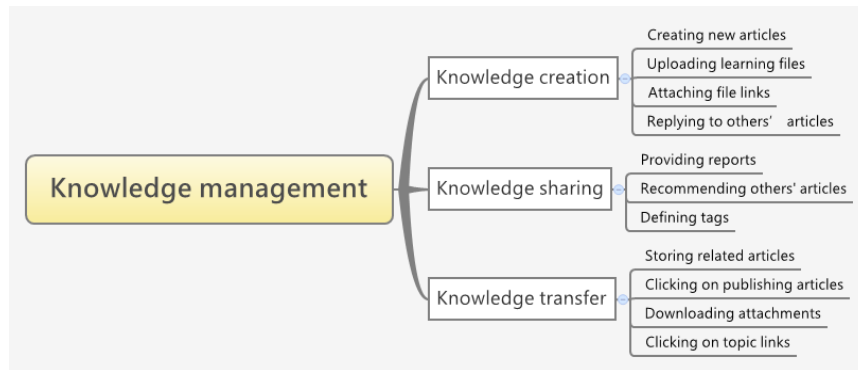 Knowledge management
Knowledge creation
Creating new articles
Uploading learning files
Attaching file links
Replying to others' articles
Knowledge sharing
Providing reports
Recommending others' articles
Defining tags
Knowledge transfer
Storing related articles
Clicking on publishing articles
Downloading attachments
Clicking on topic links